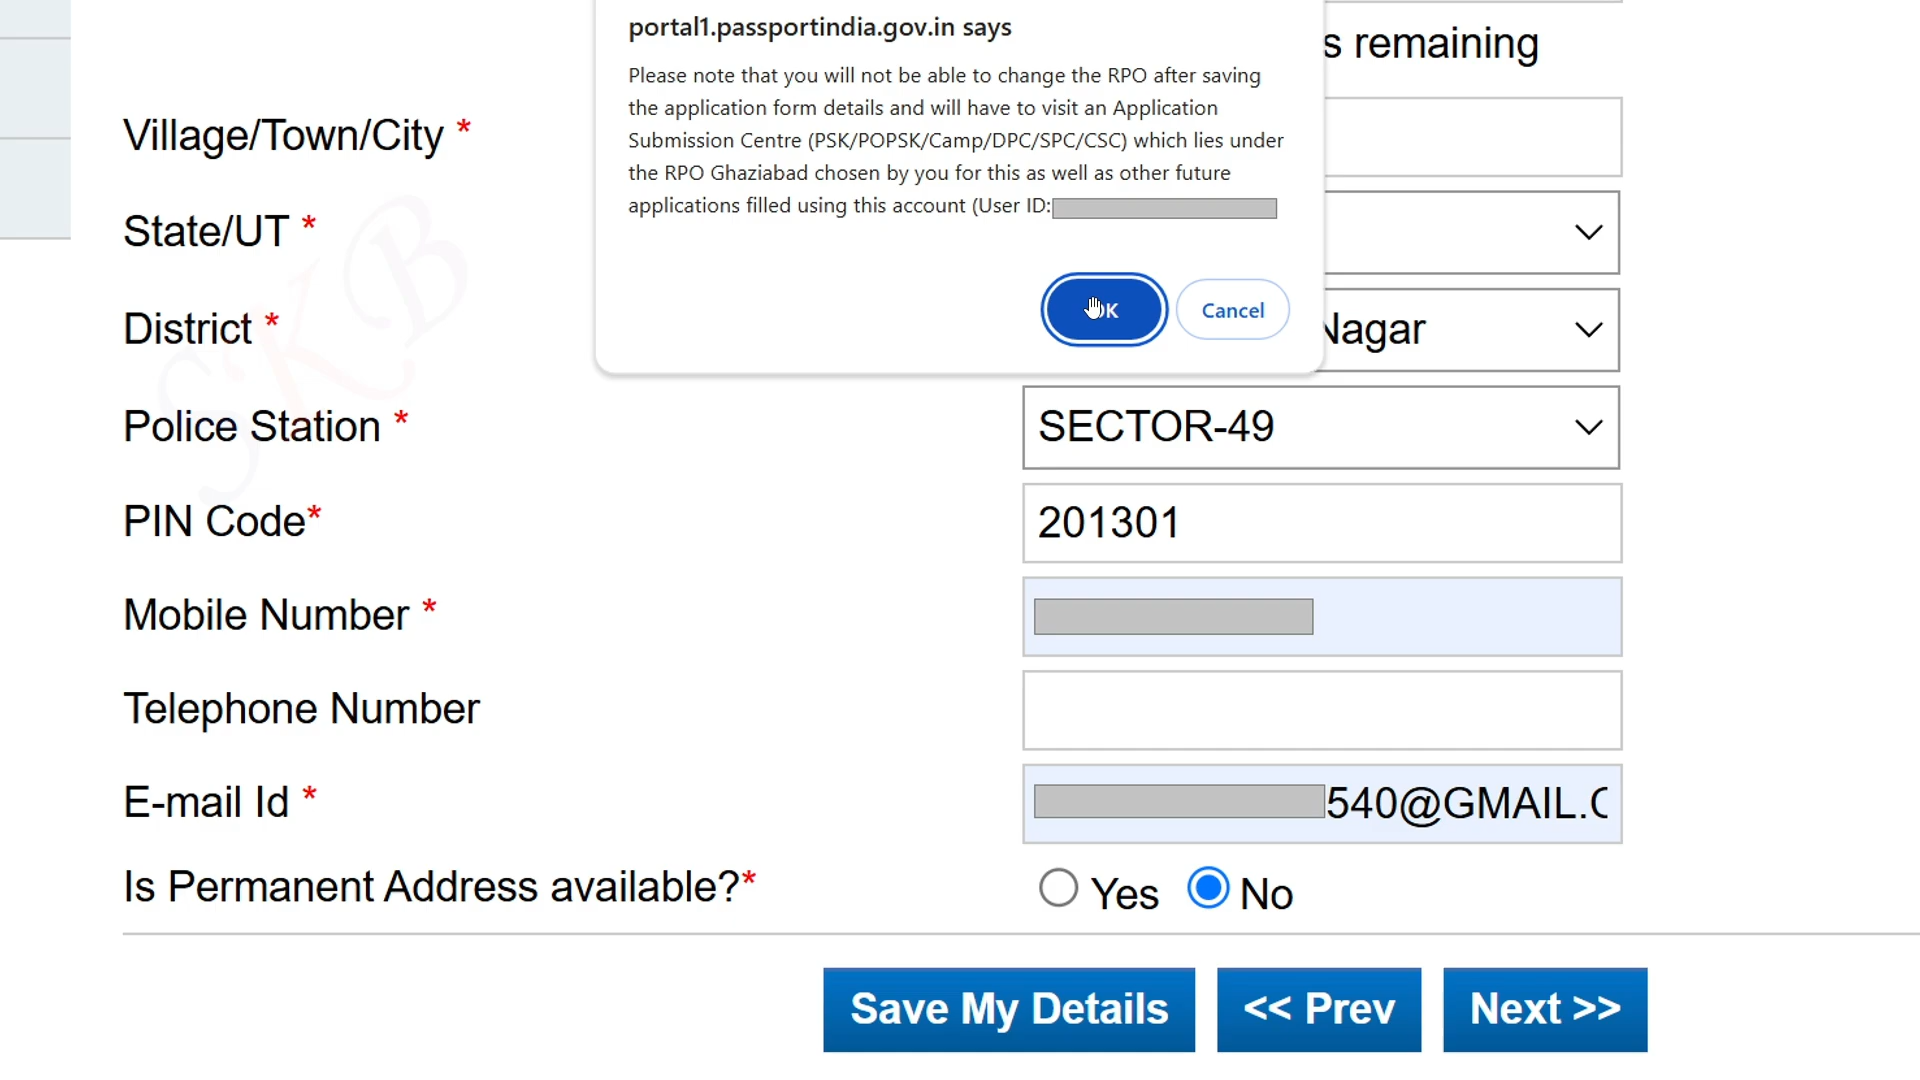 portal1.passportindia.gov.in says
Please note that you will not be able to change the RPO after saving
the application form details and will have to visit an Application
Submission Centre (PSK/POPSK/Camp/DPC/SPC/CSC) which lies under
the RPO Ghaziabad chosen by you for this as well as other future
applications filled using this account (User ID:
Cancel
s remaining
Village/Town/City *
State/UT *
District *
Nagar
Police Station *
SECTOR-49
PIN Code*
201301
Mobile Number *
Telephone Number
E-mail Id *
540@GMAIL.C
Is Permanent Address available?*
Yes
No
Save My Details
<< Prev
Next >>
SKB